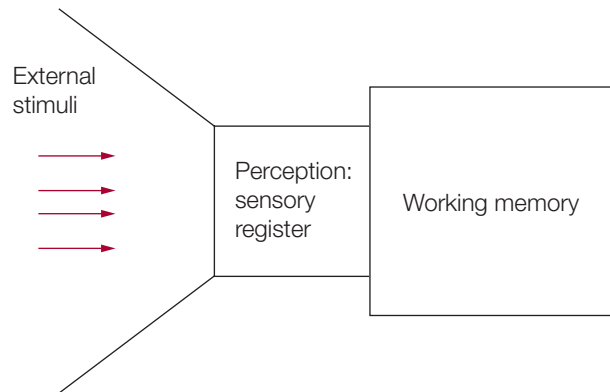 External
stimuli
Perception:
sensory
register
Working memory